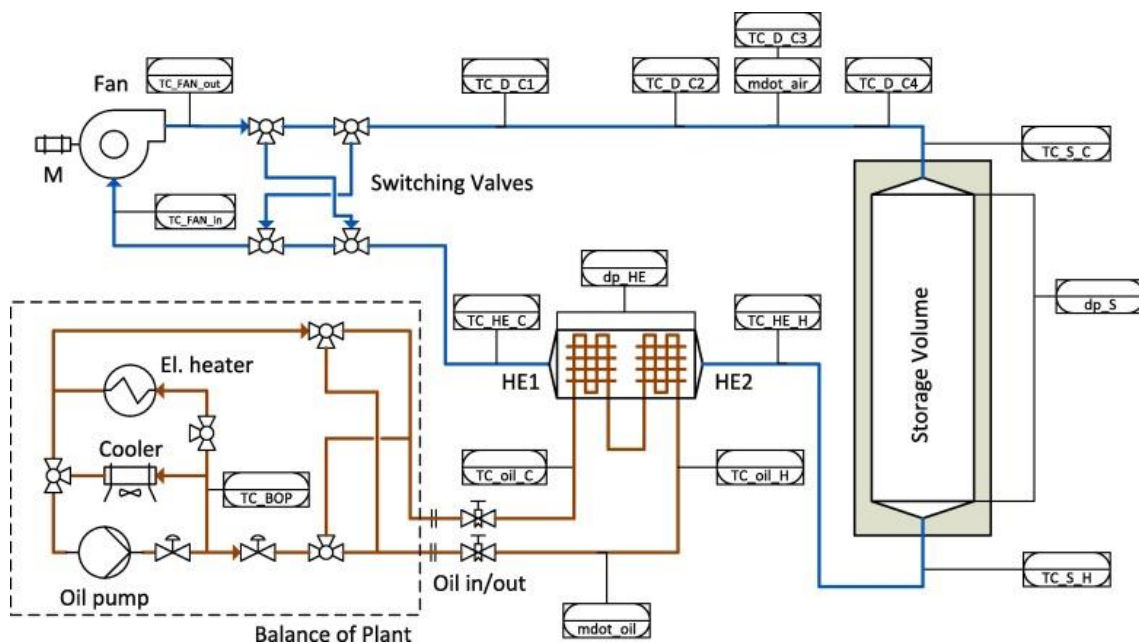 TC_D_C3
Fan
TC_FAN_out
TC_D_C1
TC_D_C2
mdot_air
TC_D_C4
M
TC_S_C
Switching Valves
TC_FAN_in
dp_HE
TC_HE_C
TC_HE_H
dp_S
El. heater
HE1
HE2
Storage Volume
Cooler
TC_oil_C
TC_oil_H
TC_BOP
Oil pump
Oil in/out
TC_S_H
mdot_oil
Balance of Plant